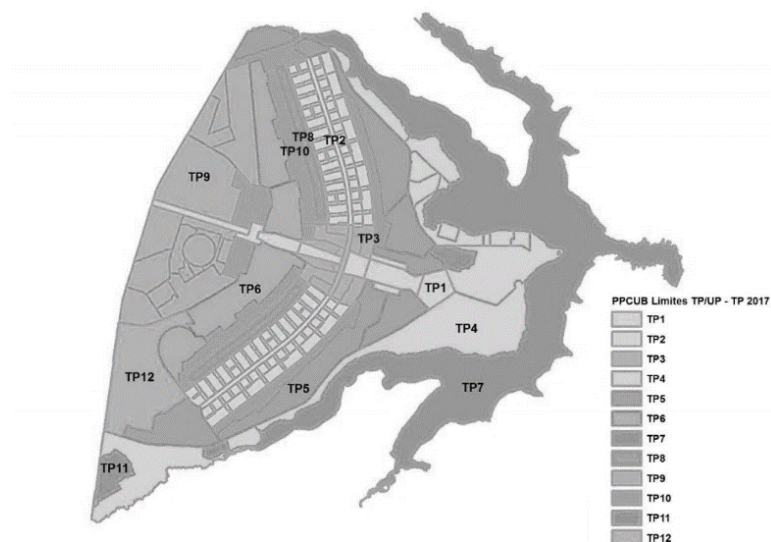 TP8
TP2
TP10
TP9
TP3
TP6
TP1
TP4
TP12
TP5
TP7
TP11
PPCUB Limites TP/UP - TP 2017
TP1
TP2
TP3
TP4
TP5
TP6
TP7
TP8
TP9
TP10
TP11
TP12